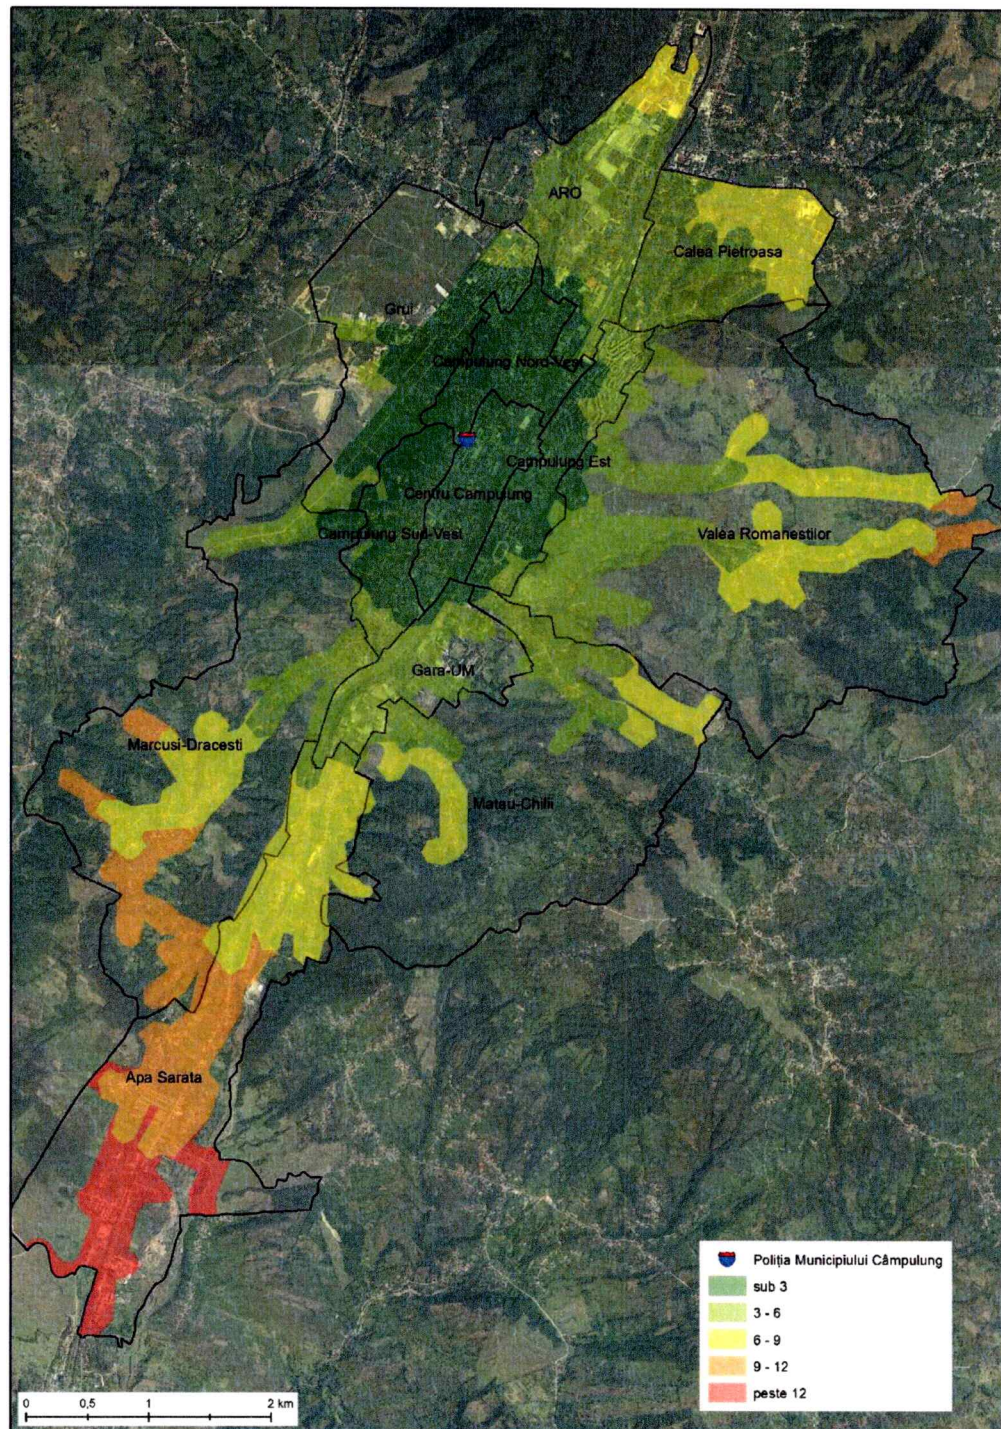 ARO
Calea Pietroasa
Grui
Campulung Nord-Vest
Campulung Est
Centru Campulung
Campulung Sud-Vest
Valea Romanestilor
Gara-UM
Marcusi-Dracesti
Matau-Chilii
Apa Sarata
Poliția Municipiului Câmpulung
sub 3
3 - 6
6 - 9
9 - 12
peste 12
0 0,5 1 2 km